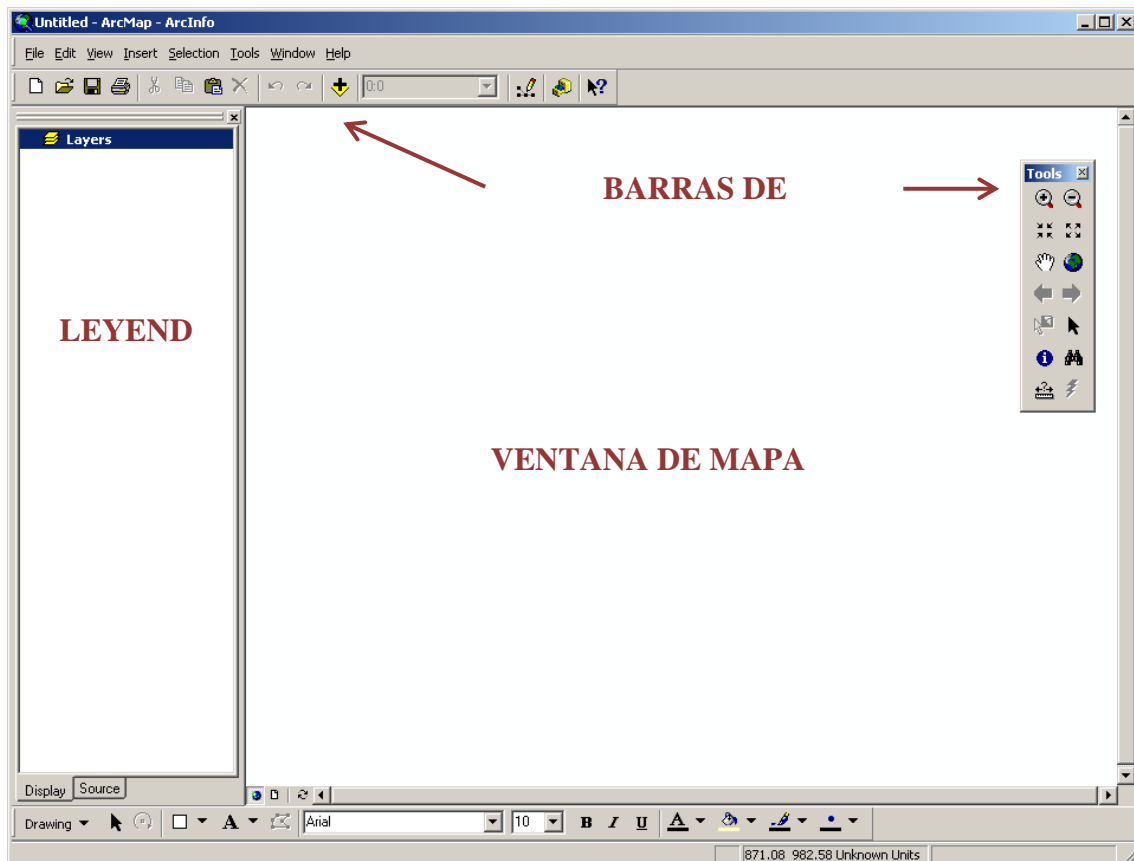 Untitled - ArcMap - ArcInfo
File Edit View Insert Selection Tools Window Help
0:0
Layers
BARRAS DE
Tools
LEYEND
VENTANA DE MAPA
Display Source
Drawing A Arial 10 B I U A
871.08 982.58 Unknown Units